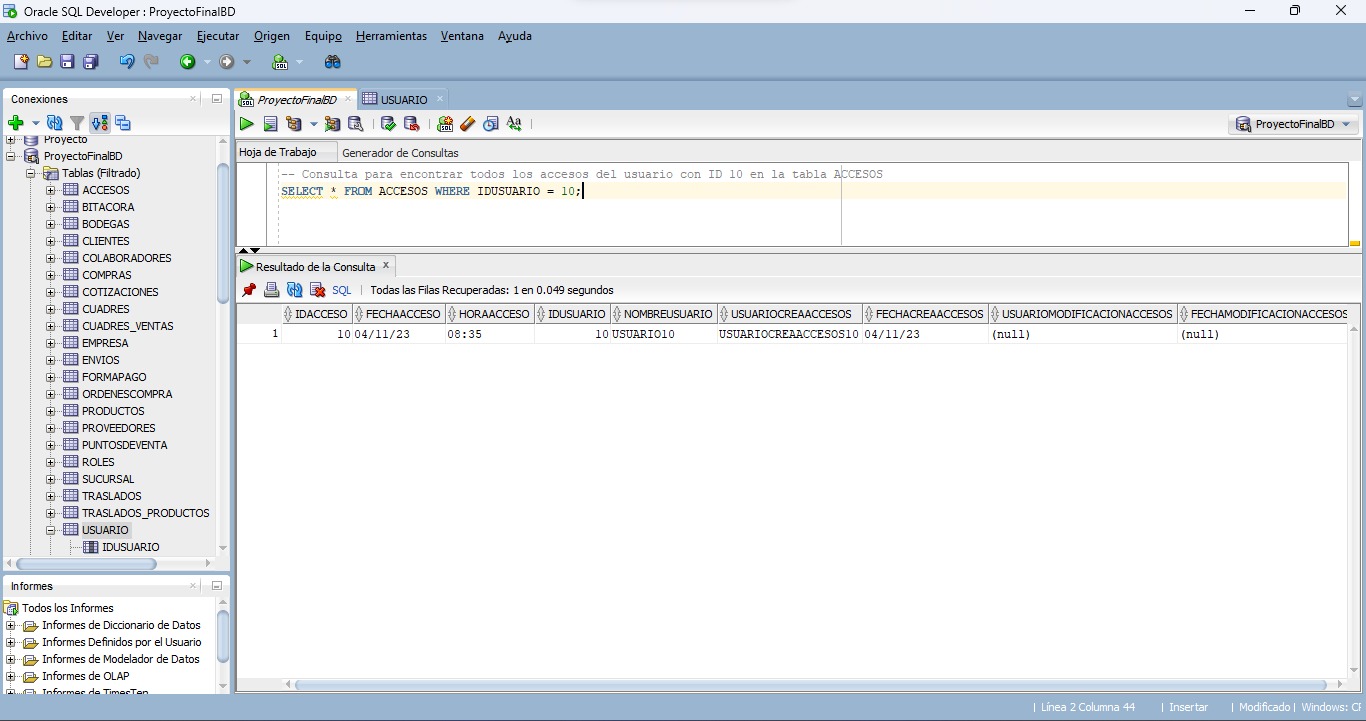 Oracle SQL Developer : ProyectoFinalBD
Archivo Editar Ver Navegar Ejecutar Origen Equipo Herramientas Ventana Ayuda
Conexiones
Proyecto
ProyectoFinalBD
Tablas (Filtrado)
ACCESOS
BITACORA
BODEGAS
CLIENTES
COLABORADORES
COMPRAS
COTIZACIONES
CUADRES
CUADRES_VENTAS
EMPRESA
ENVIOS
FORMAPAGO
ORDENESCOMPRA
PRODUCTOS
PROVEEDORES
PUNTOSDEVENTA
ROLES
SUCURSAL
TRASLADOS
TRASLADOS_PRODUCTOS
USUARIO
IDUSUARIO
Informes
Todos los Informes
Informes de Diccionario de Datos
Informes Definidos por el Usuario
Informes de Modelador de Datos
Informes de OLAP
Informes de TimesTen
ProyectoFinalBD USUARIO
ProyectoFinalBD
Hoja de Trabajo Generador de Consultas
-- Consulta para encontrar todos los accesos del usuario con ID 10 en la tabla ACCESOS
SELECT * FROM ACCESOS WHERE IDUSUARIO = 10;
Resultado de la Consulta x
SQL | Todas las Filas Recuperadas: 1 en 0.049 segundos
IDACCESO FECHAACCESO HORAACCESO IDUSUARIO NOMBREUSUARIO USUARIOCREAACCESOS FECHACREAACCESOS USUARIOMODIFICACIONACCESOS FECHAMODIFICACIONACCESOS
1 10 04/11/23 08:35 10 USUARIO10 USUARIOCREAACCESOS10 04/11/23 (null) (null)
| Línea 2 Columna 44 | Insertar | Modificado | Windows: CR